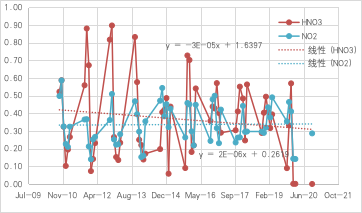 1.00
0.90
0.80
0.70
0.60
0.50
0.40
0.30
0.20
0.10
0.00
HNO3
NO2
线性 (HNO3)
线性 (NO2)
y = -3E-05x + 1.6397
y = 2E-06x + 0.2619
Jul-09 Nov-10 Apr-12 Aug-13 Dec-14 May-16 Sep-17 Feb-19 Jun-20 Oct-21